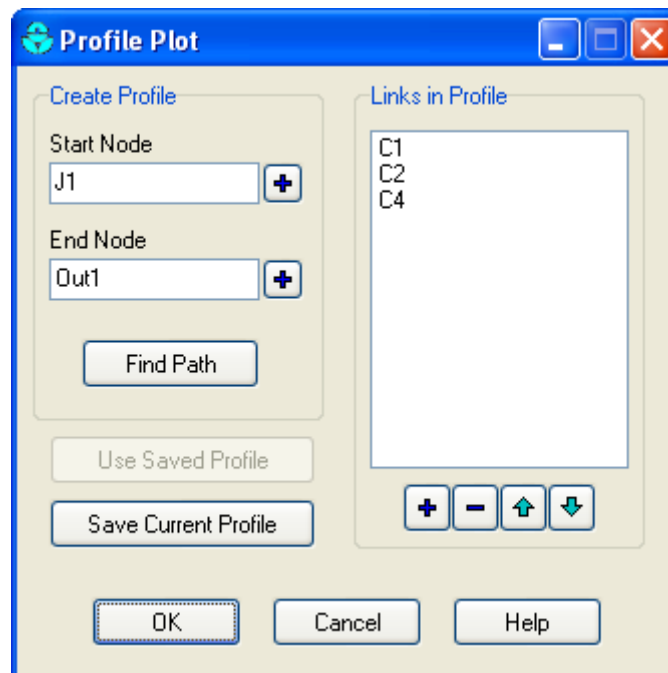 Profile Plot
Create Profile
Start Node
J1
End Node
Out1
Find Path
Use Saved Profile
Save Current Profile
Links in Profile
C1
C2
C4
OK
Cancel
Help